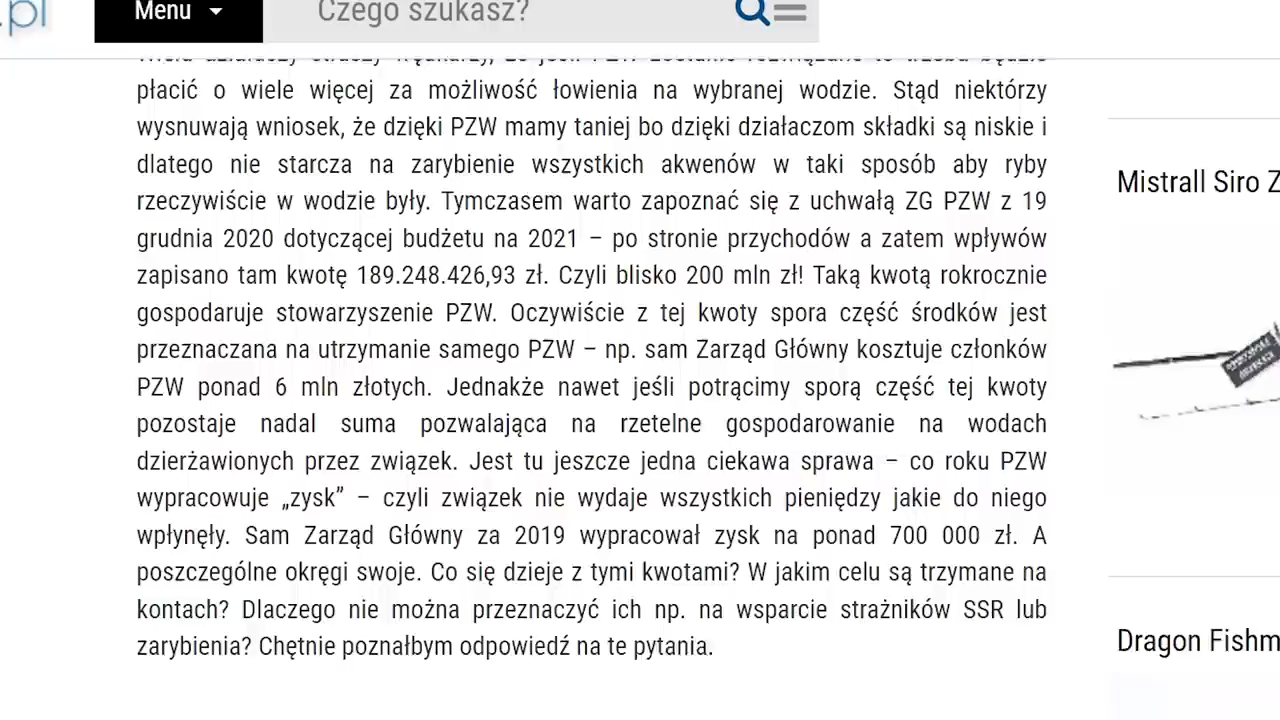 .pl
Menu
Czego szukasz?
płacić o wiele więcej za możliwość łowienia na wybranej wodzie. Stąd niektórzy
wysnuwają wniosek, że dzięki PZW mamy taniej bo dzięki działaczom składki są niskie i
dlatego nie starcza na zarybienie wszystkich akwenów w taki sposób aby ryby
rzeczywiście w wodzie były. Tymczasem warto zapoznać się z uchwałą ZG PZW z 19
grudnia 2020 dotyczącej budżetu na 2021 – po stronie przychodów a zatem wpływów
zapisano tam kwotę 189.248.426,93 zł. Czyli blisko 200 mln zł! Taką kwotą rokrocznie
gospodaruje stowarzyszenie PZW. Oczywiście z tej kwoty spora część środków jest
przeznaczana na utrzymanie samego PZW – np. sam Zarząd Główny kosztuje członków
PZW ponad 6 mln złotych. Jednakże nawet jeśli potrącimy sporą część tej kwoty
pozostaje nadal suma pozwalająca na rzetelne gospodarowanie na wodach
dzierżawionych przez związek. Jest tu jeszcze jedna ciekawa sprawa – co roku PZW
wypracowuje „zysk” – czyli związek nie wydaje wszystkich pieniędzy jakie do niego
wpłynęły. Sam Zarząd Główny za 2019 wypracował zysk na ponad 700 000 zł. A
poszczególne okręgi swoje. Co się dzieje z tymi kwotami? W jakim celu są trzymane na
kontach? Dlaczego nie można przeznaczyć ich np. na wsparcie strażników SSR lub
zarybienia? Chętnie poznałbym odpowiedź na te pytania.
Mistrall Siro Z
Dragon Fishm